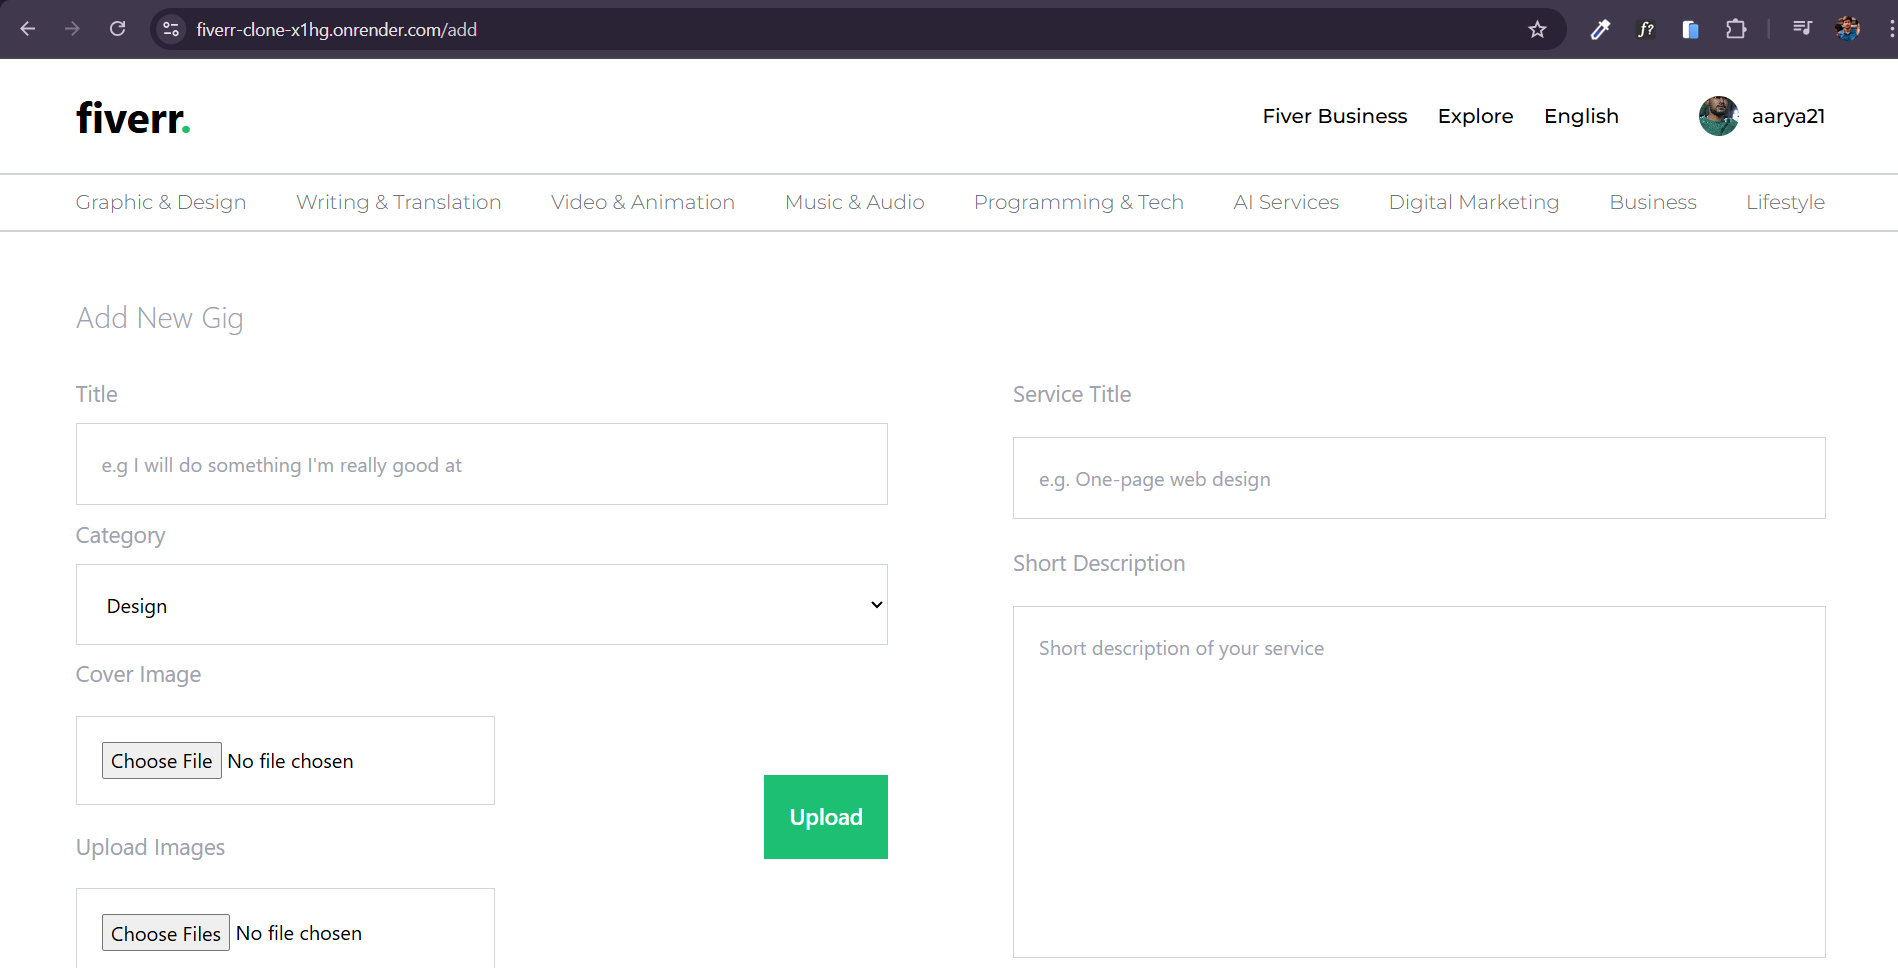 fiverr-clone-x1hg.onrender.com/add
f?
fiverr.
Fiver Business Explore English aarya21
Graphic & Design Writing & Translation Video & Animation Music & Audio Programming & Tech AI Services Digital Marketing Business Lifestyle
Add New Gig
Title
e.g I will do something I'm really good at
Category
Design
Cover Image
Choose File No file chosen
Upload
Upload Images
Choose Files No file chosen
Service Title
e.g. One-page web design
Short Description
Short description of your service